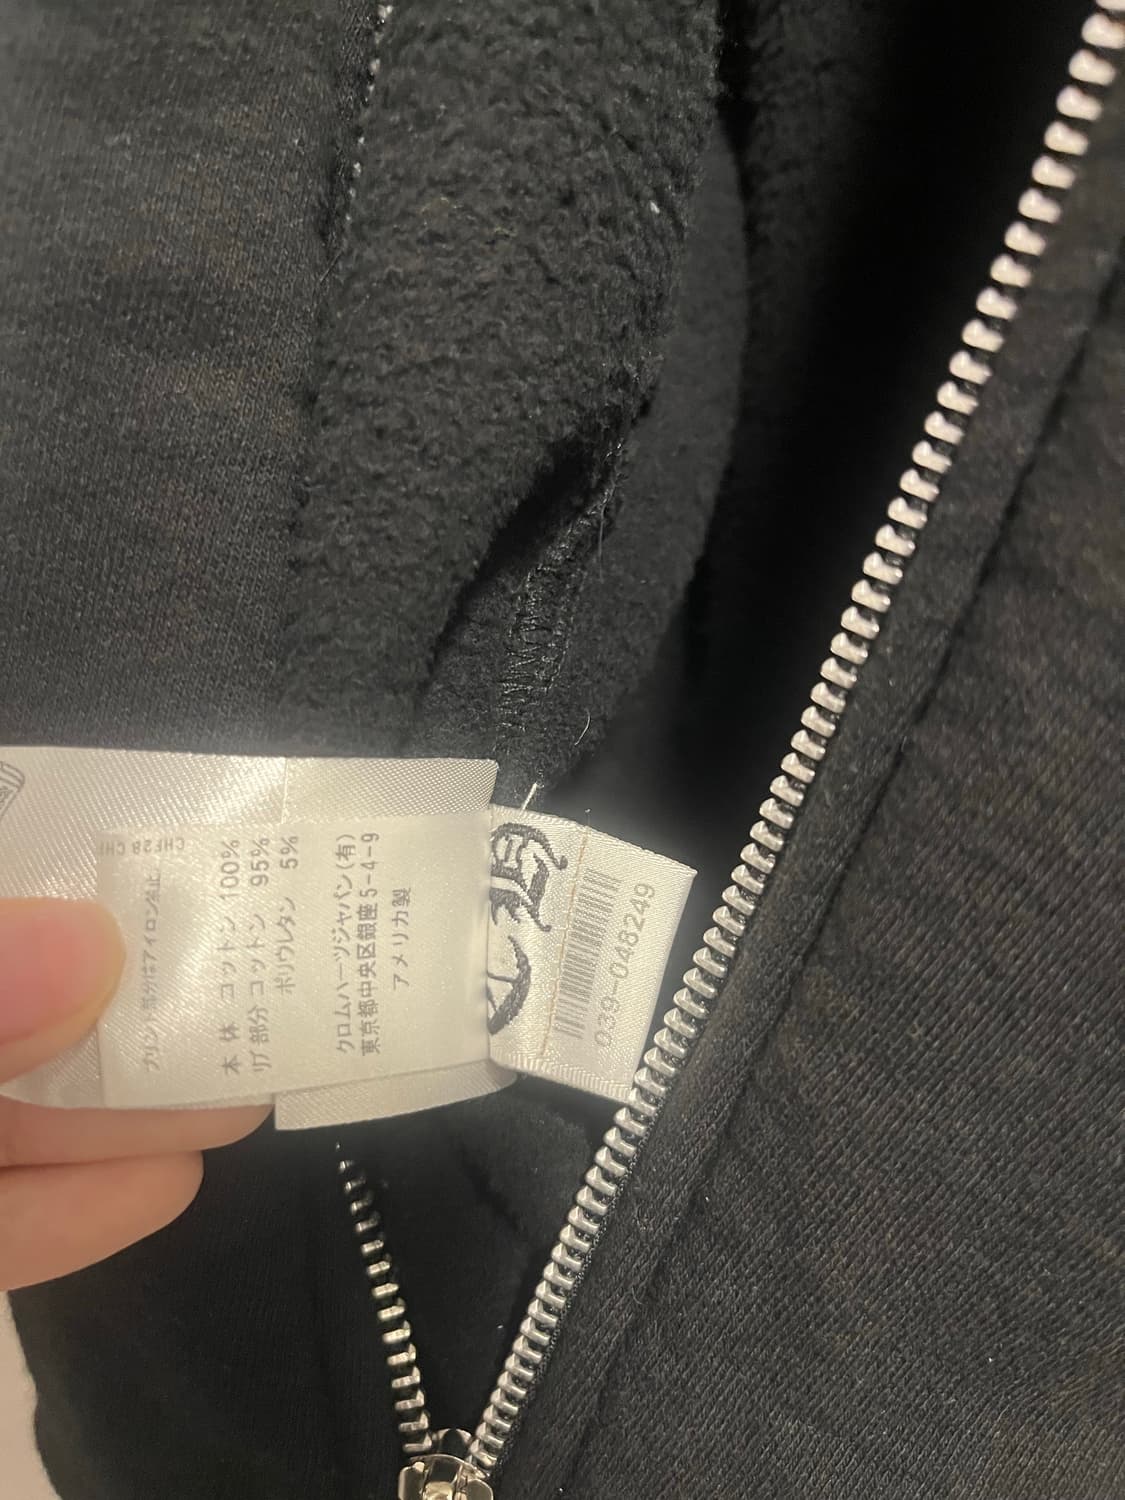 プリント部分はアイロン禁止
本体 コットン 100%
リブ部分 コットン 95%
ポリウレタン 5%
クロムハーツジャパン(有)
東京都中央区銀座5-4-9
アメリカ製
039-048249